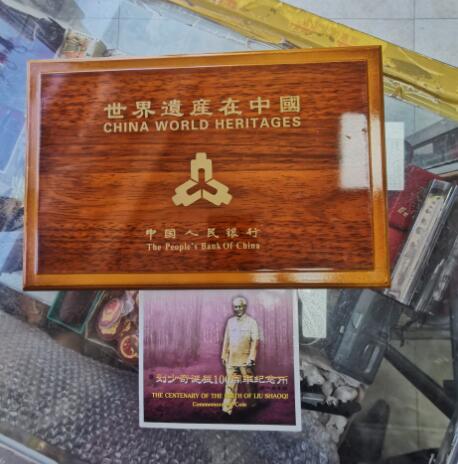 世界遺産在中國
CHINA WORLD HERITAGES
中国人民银行
The People's Bank Of China
刘少奇诞辰100周年纪念币
THE CENTENARY OF THE BIRTH OF LIU SHAOQI
Commemorative Coin